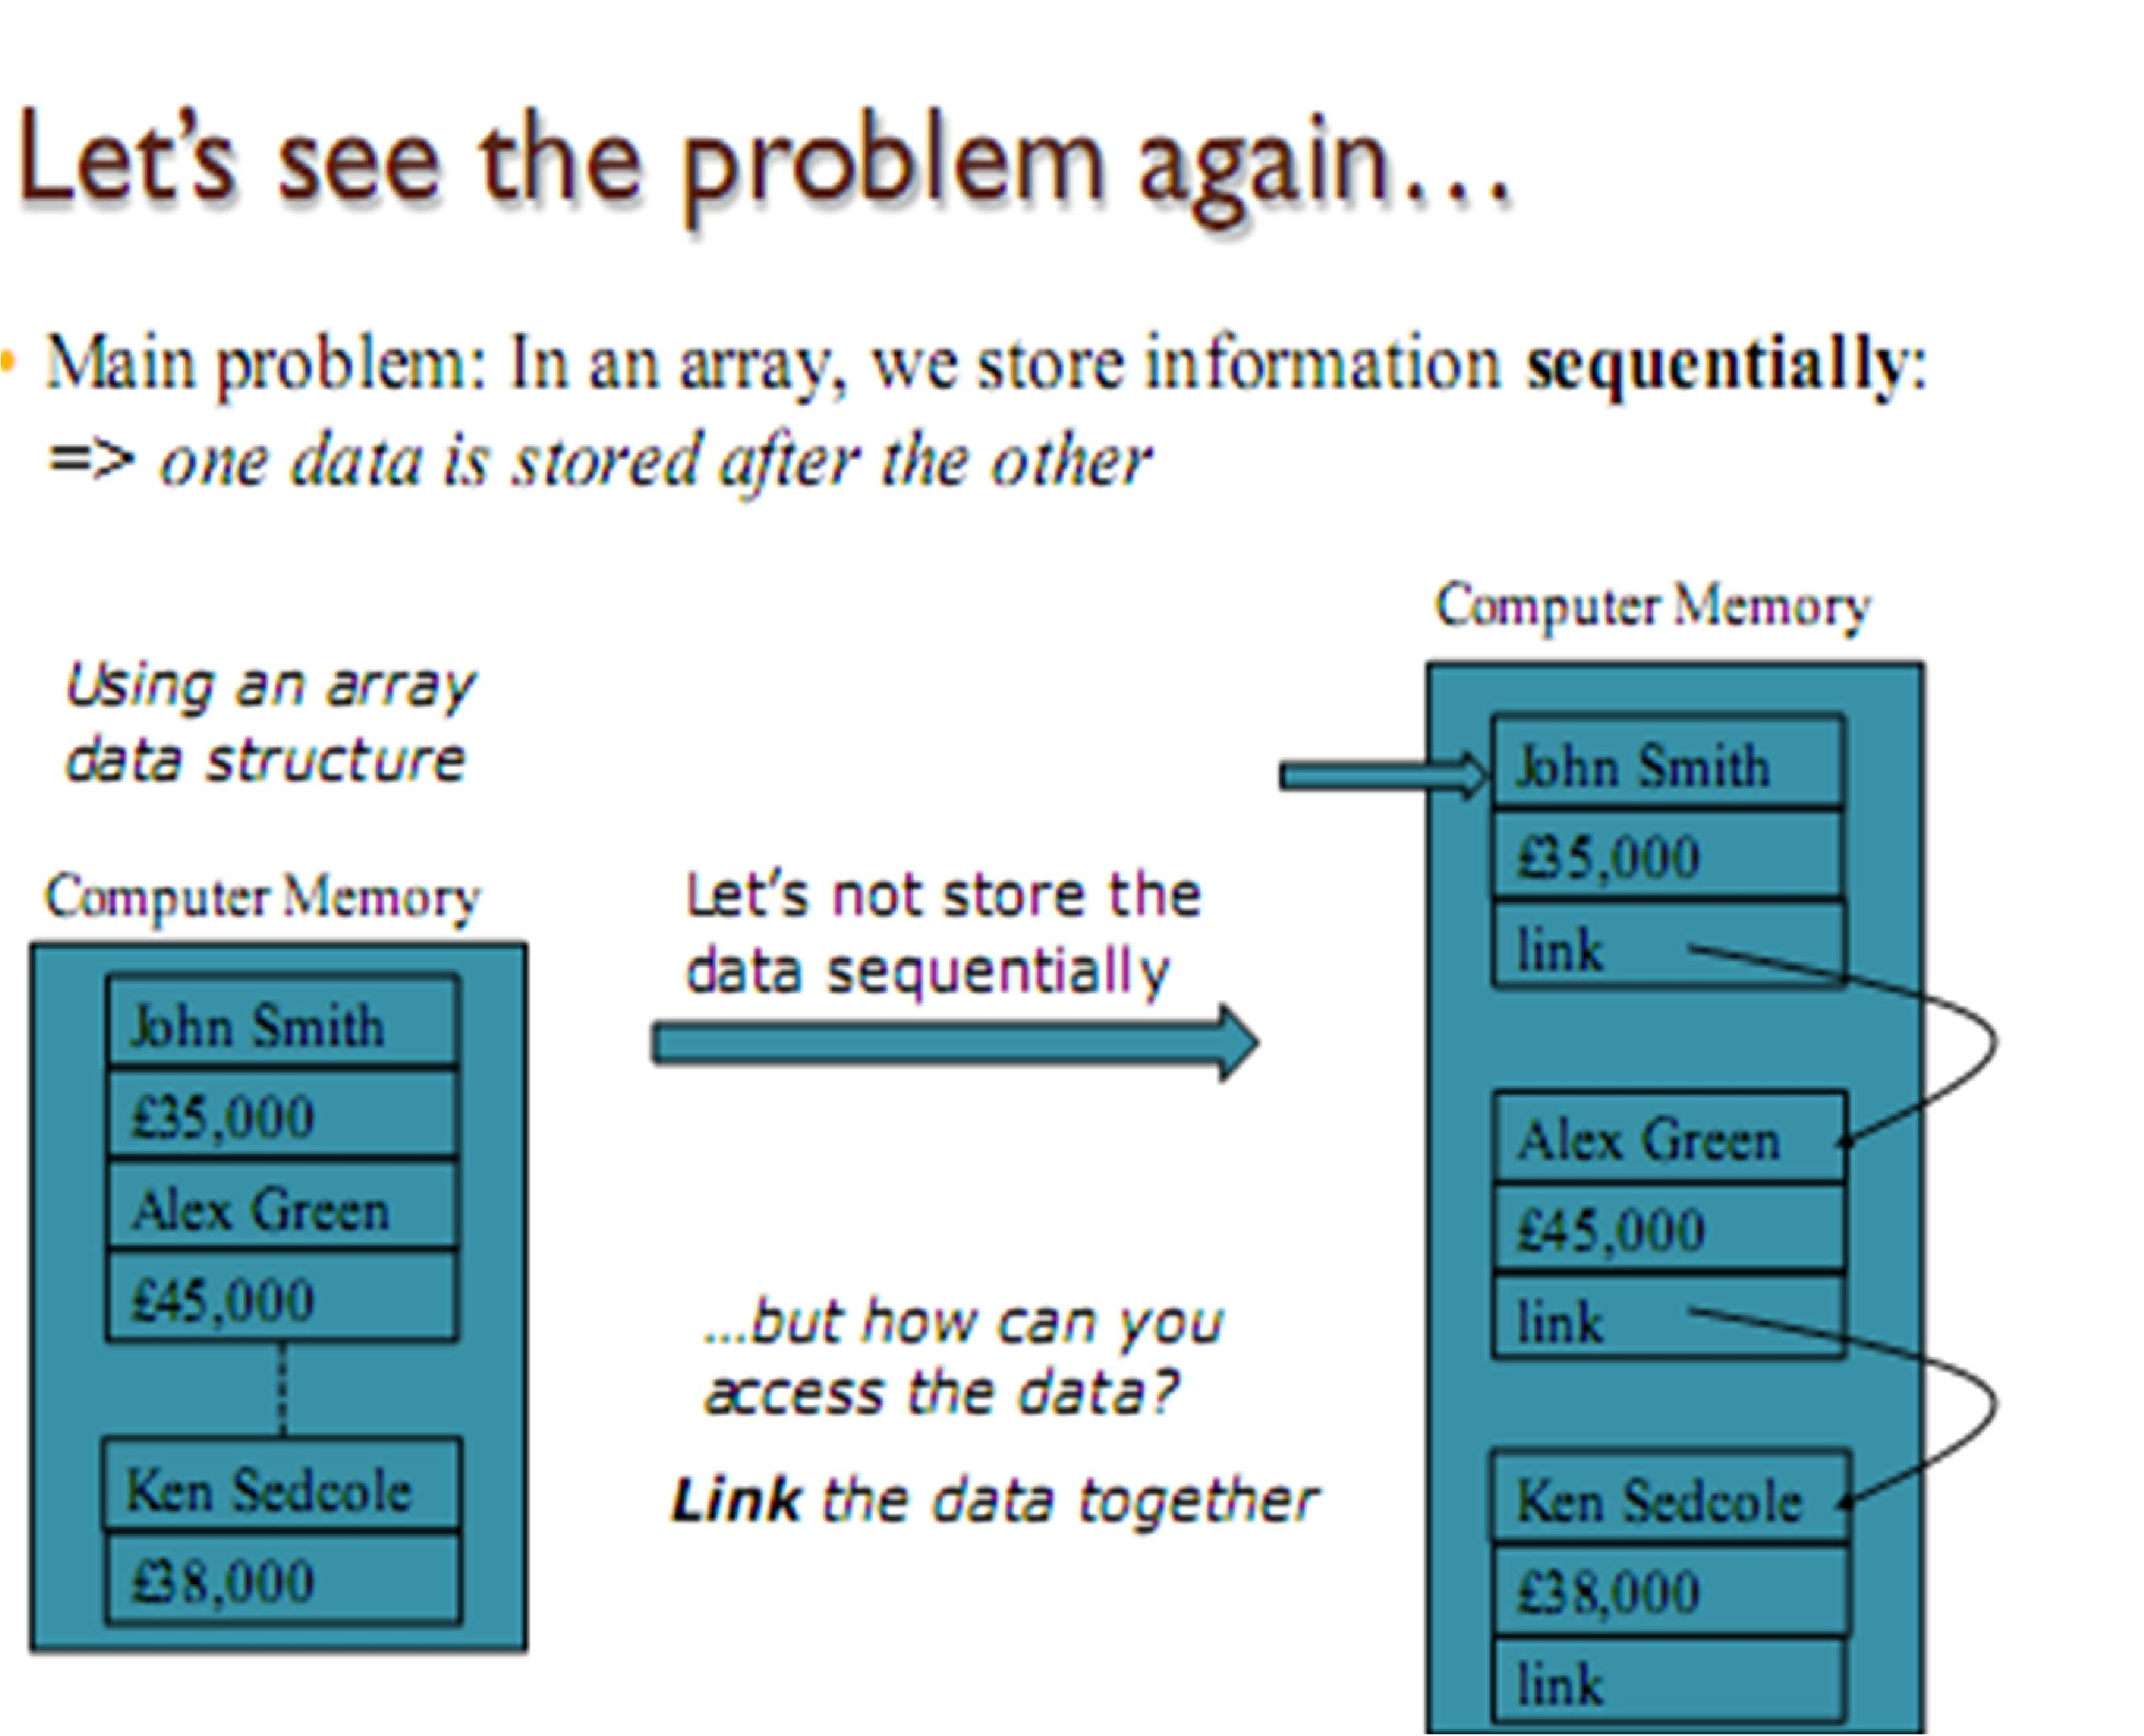 Let's see the problem again...
• Main problem: In an array, we store information sequentially:
=> one data is stored after the other
Using an array
data structure
Computer Memory
John Smith
£35,000
Alex Green
£45,000
Ken Sedcole
£38,000
Let's not store the
data sequentially
...but how can you
access the data?
Link the data together
Computer Memory
John Smith
£35,000
link
Alex Green
£45,000
link
Ken Sedcole
£38,000
link